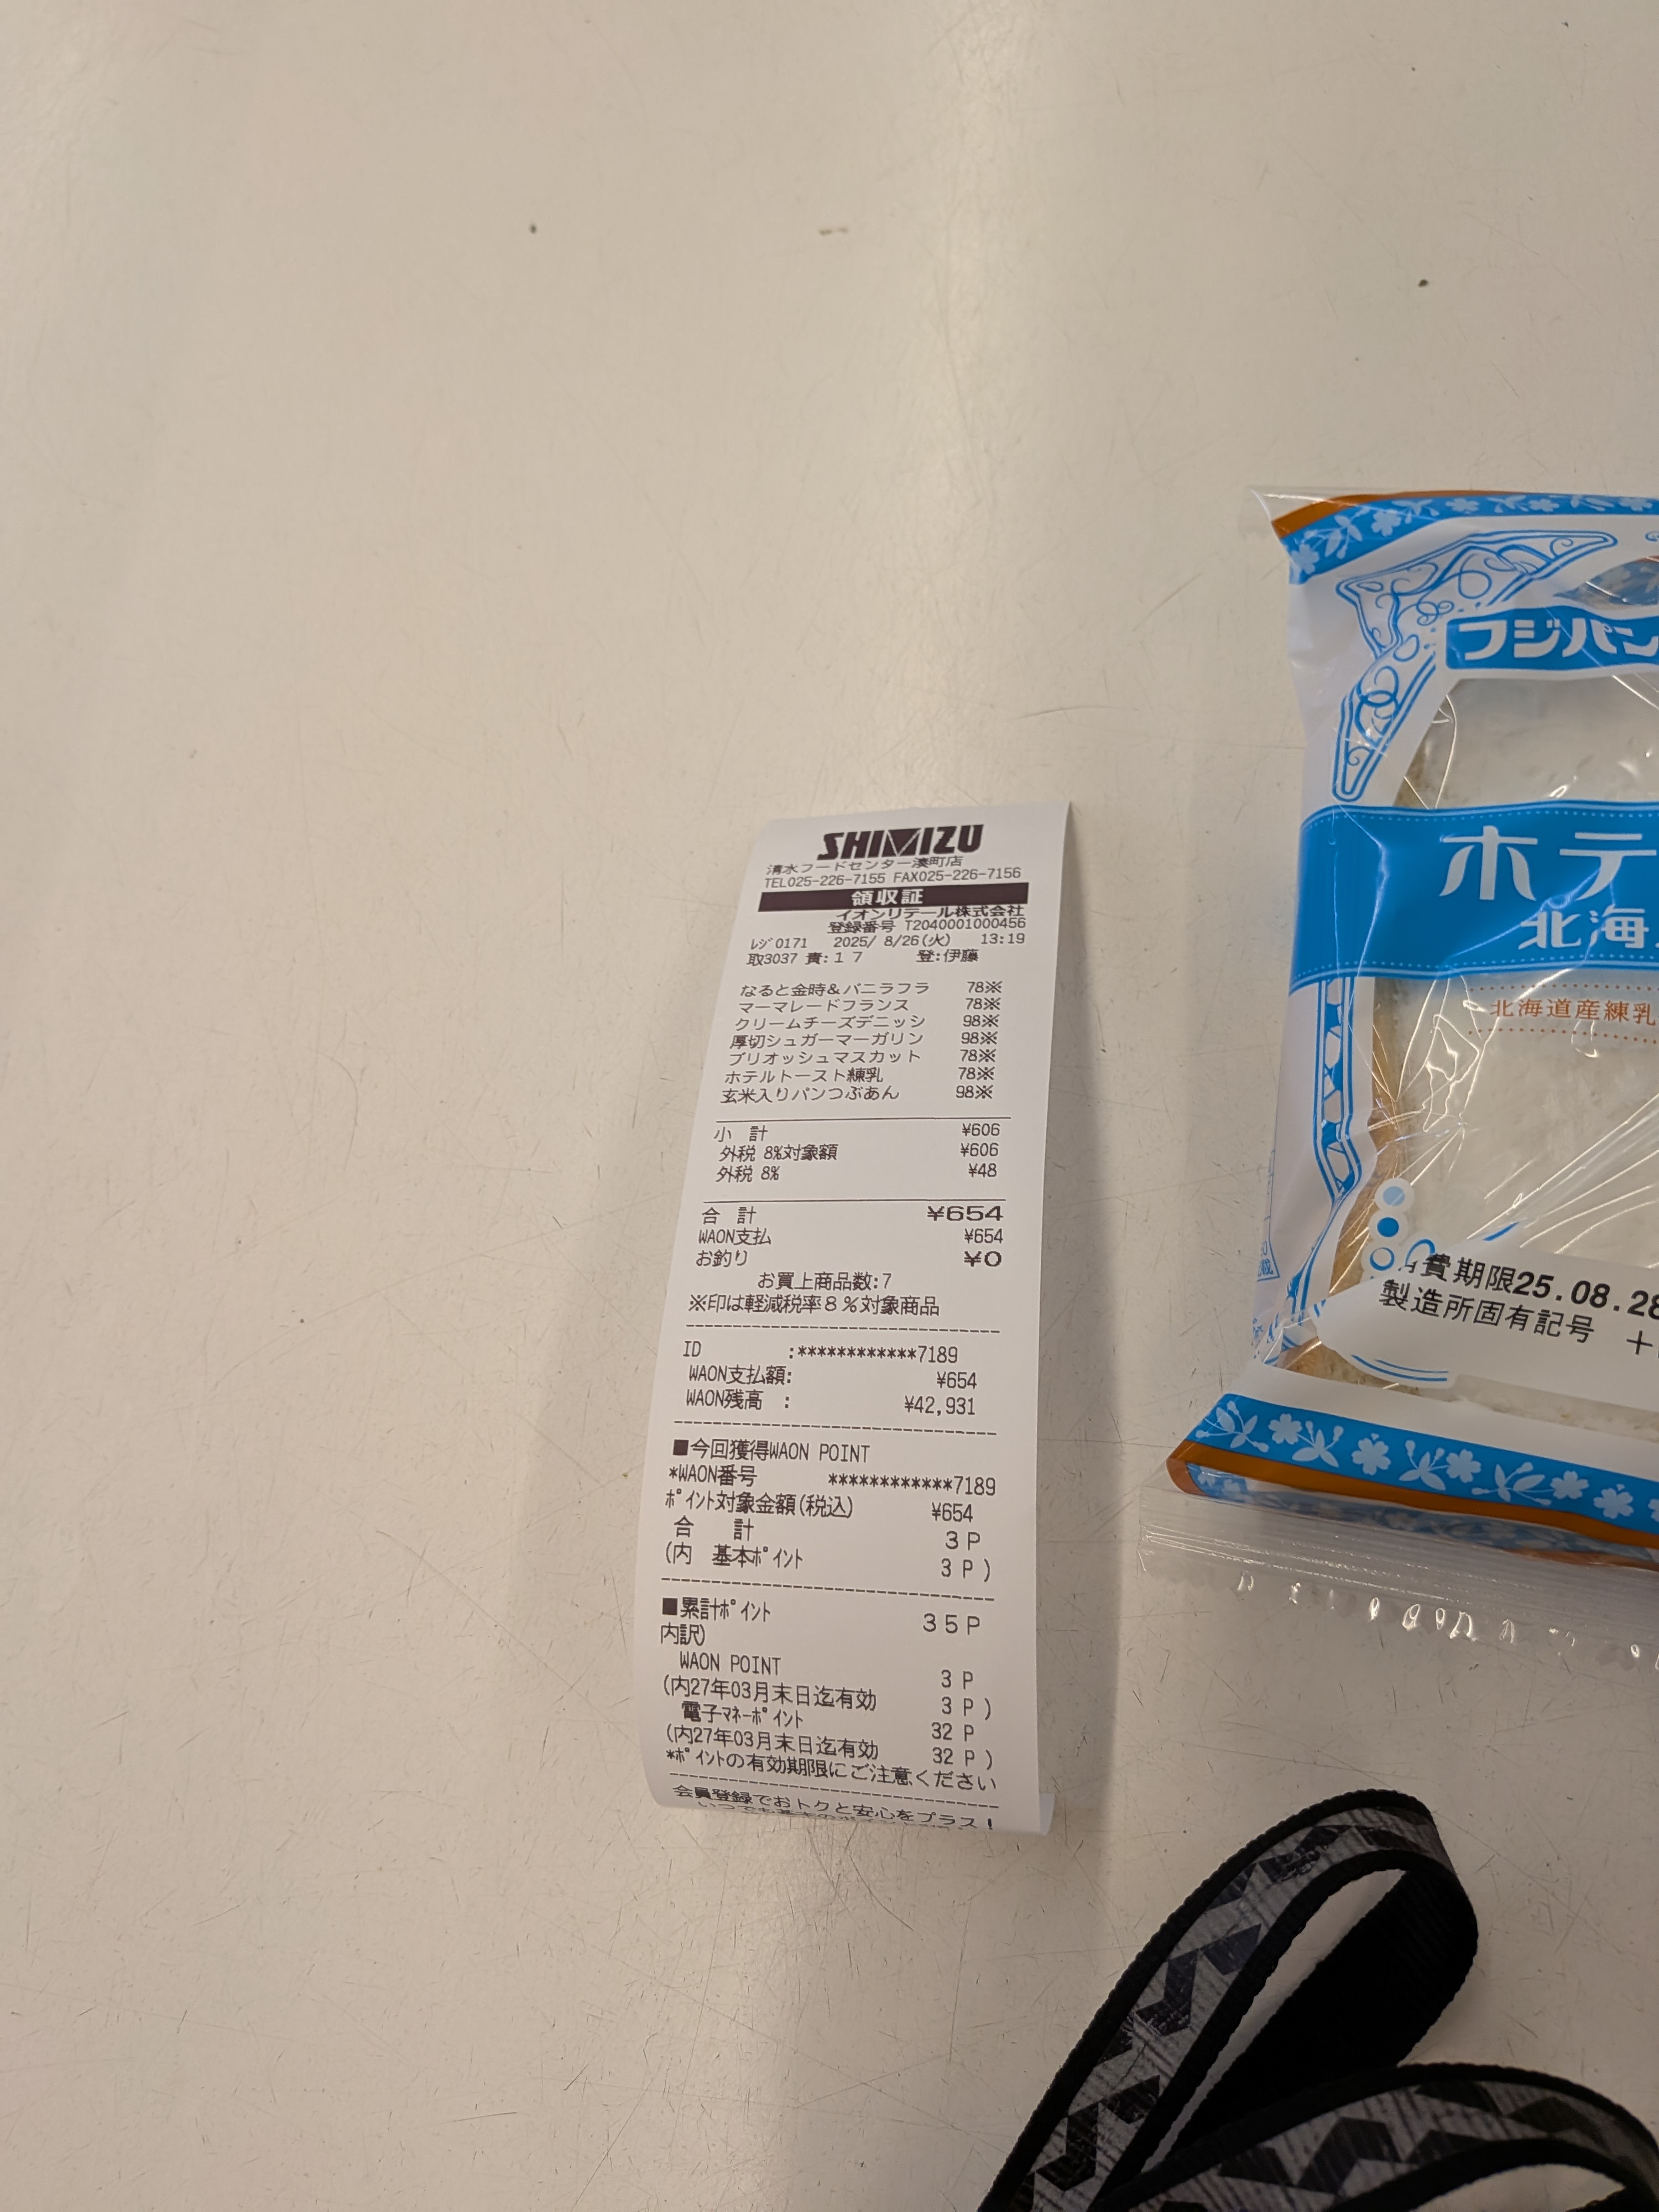 SHIMIZU
清水フードセンター湊町店
TEL025-226-7155 FAX025-226-7156
領収証
イオンリテール株式会社
登録番号 T2040001000456
ﾚｼﾞ0171 2025/ 8/26(火) 13:19
取3037 責:17 登:伊藤
なると金時&バニラフラ 78※
マーマレードフランス 78※
クリームチーズデニッシ 98※
厚切シュガーマーガリン 98※
ブリオッシュマスカット 78※
ホテルトースト練乳 78※
玄米入りパンつぶあん 98※
小 計 ¥606
外税 8%対象額 ¥606
外税 8% ¥48
合 計 ¥654
WAON支払 ¥654
お釣り ¥0
お買上商品数:7
※印は軽減税率8%対象商品
ID :************7189
WAON支払額: ¥654
WAON残高 : ¥42,931
■今回獲得WAON POINT
*WAON番号 ************7189
ﾎﾟｲﾝﾄ対象金額(税込) ¥654
合 計 3P
(内 基本ﾎﾟｲﾝﾄ 3P)
■累計ﾎﾟｲﾝﾄ 35P
内訳)
WAON POINT 3P
(内27年03月末日迄有効 3P)
電子ﾏﾈｰﾎﾟｲﾝﾄ 32P
(内27年03月末日迄有効 32P)
*ﾎﾟｲﾝﾄの有効期限にご注意ください
会員登録でおトクと安心をプラス!
フジパン
ホテ
北海
北海道産練乳
費期限25.08.28
製造所固有記号 +